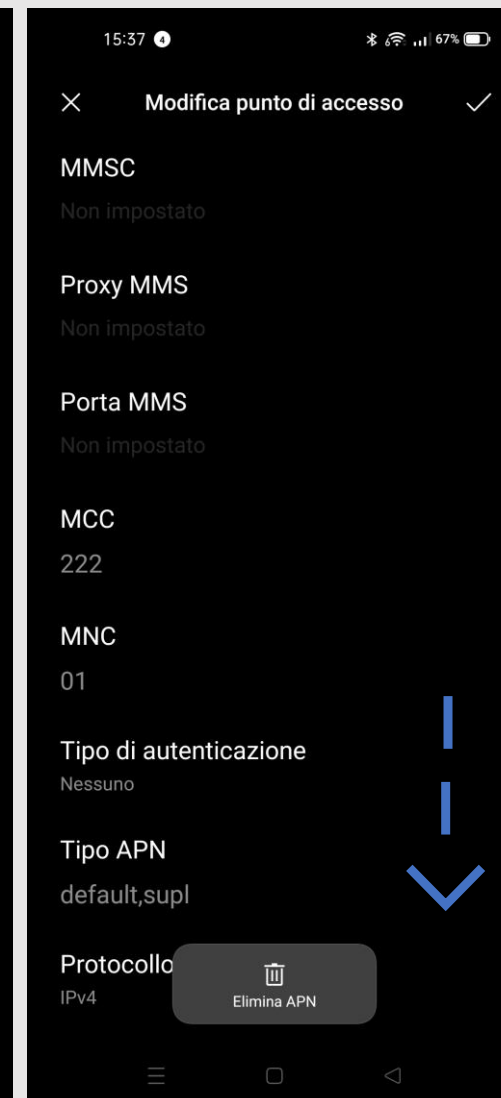 15:37 4 67%
Modifica punto di accesso
MMSC
Non impostato
Proxy MMS
Non impostato
Porta MMS
Non impostato
MCC
222
MNC
01
Tipo di autenticazione
Nessuno
Tipo APN
default,supl
Protocollo
IPv4
Elimina APN